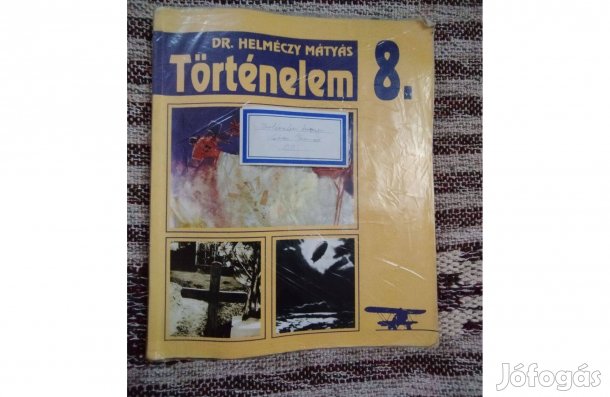 DR. HELMÉCZY MÁTYÁS
Történelem 8.
Jófogás